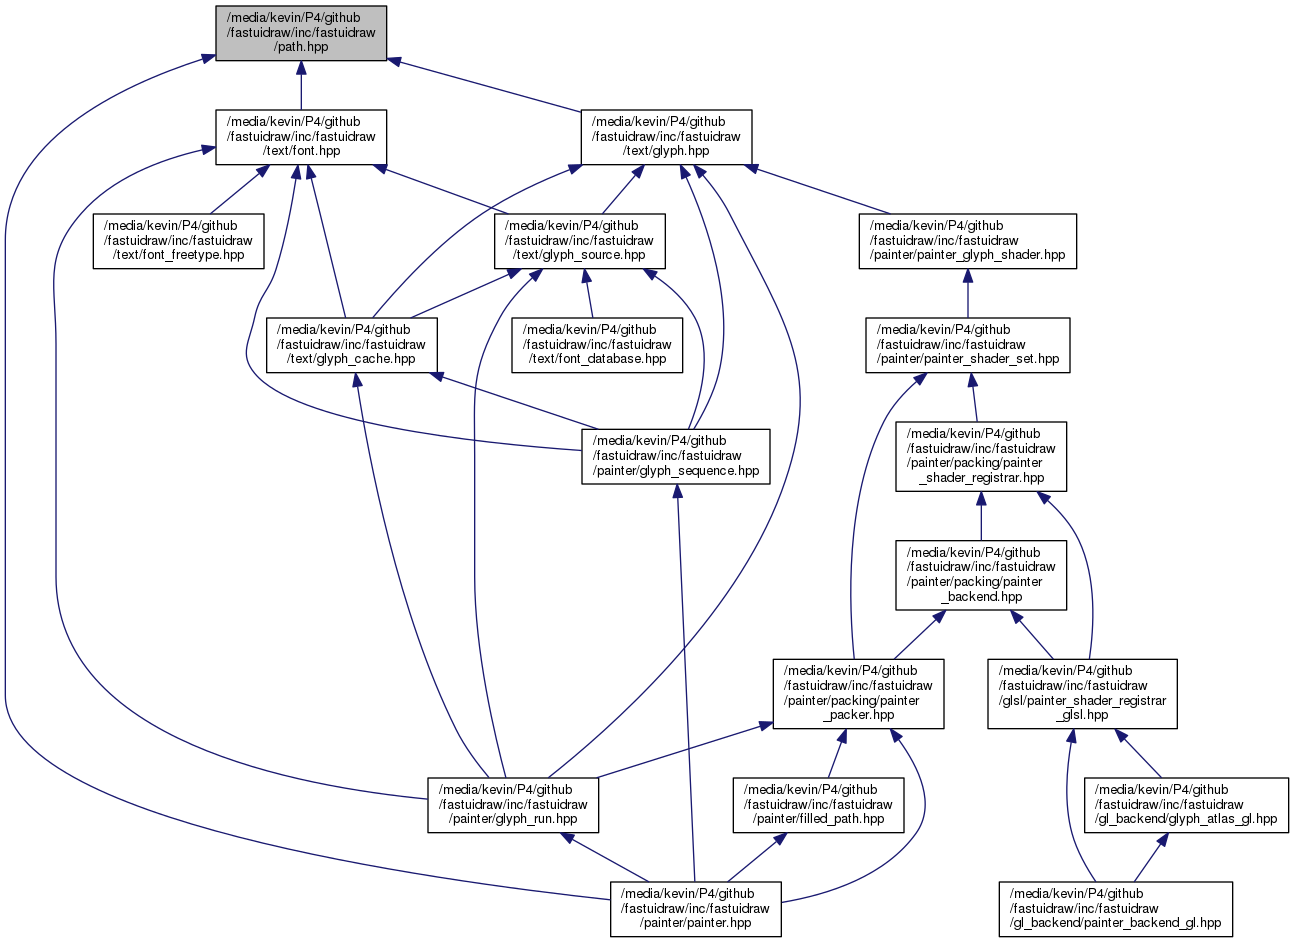 /media/kevin/P4/github
/fastuidraw/inc/fastuidraw
/path.hpp
/media/kevin/P4/github
/fastuidraw/inc/fastuidraw
/text/font.hpp
/media/kevin/P4/github
/fastuidraw/inc/fastuidraw
/text/glyph.hpp
/media/kevin/P4/github
/fastuidraw/inc/fastuidraw
/text/font_freetype.hpp
/media/kevin/P4/github
/fastuidraw/inc/fastuidraw
/text/glyph_source.hpp
/media/kevin/P4/github
/fastuidraw/inc/fastuidraw
/painter/painter_glyph_shader.hpp
/media/kevin/P4/github
/fastuidraw/inc/fastuidraw
/text/glyph_cache.hpp
/media/kevin/P4/github
/fastuidraw/inc/fastuidraw
/text/font_database.hpp
/media/kevin/P4/github
/fastuidraw/inc/fastuidraw
/painter/painter_shader_set.hpp
/media/kevin/P4/github
/fastuidraw/inc/fastuidraw
/painter/glyph_sequence.hpp
/media/kevin/P4/github
/fastuidraw/inc/fastuidraw
/painter/packing/painter
_shader_registrar.hpp
/media/kevin/P4/github
/fastuidraw/inc/fastuidraw
/painter/packing/painter
_backend.hpp
/media/kevin/P4/github
/fastuidraw/inc/fastuidraw
/painter/packing/painter
_packer.hpp
/media/kevin/P4/github
/fastuidraw/inc/fastuidraw
/glsl/painter_shader_registrar
_glsl.hpp
/media/kevin/P4/github
/fastuidraw/inc/fastuidraw
/painter/glyph_run.hpp
/media/kevin/P4/github
/fastuidraw/inc/fastuidraw
/painter/filled_path.hpp
/media/kevin/P4/github
/fastuidraw/inc/fastuidraw
/gl_backend/glyph_atlas_gl.hpp
/media/kevin/P4/github
/fastuidraw/inc/fastuidraw
/painter/painter.hpp
/media/kevin/P4/github
/fastuidraw/inc/fastuidraw
/gl_backend/painter_backend_gl.hpp